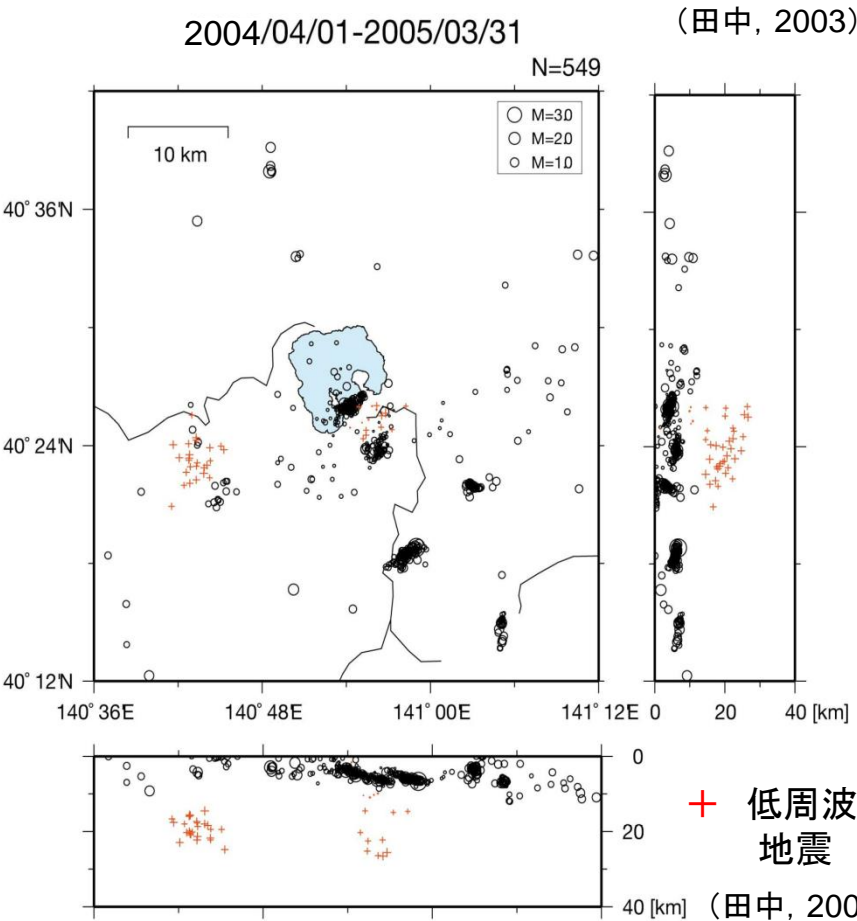 （田中, 2003）
2004/04/01-2005/03/31
N=549
M=3.0
M=2.0
M=1.0
10 km
40° 36'N
40° 24'N
40° 12'N
140° 36'E
140° 48'E
141° 00'E
141° 12'E
0
20
40 [km]
0
20
40 [km]
＋ 低周波
地震
（田中, 200